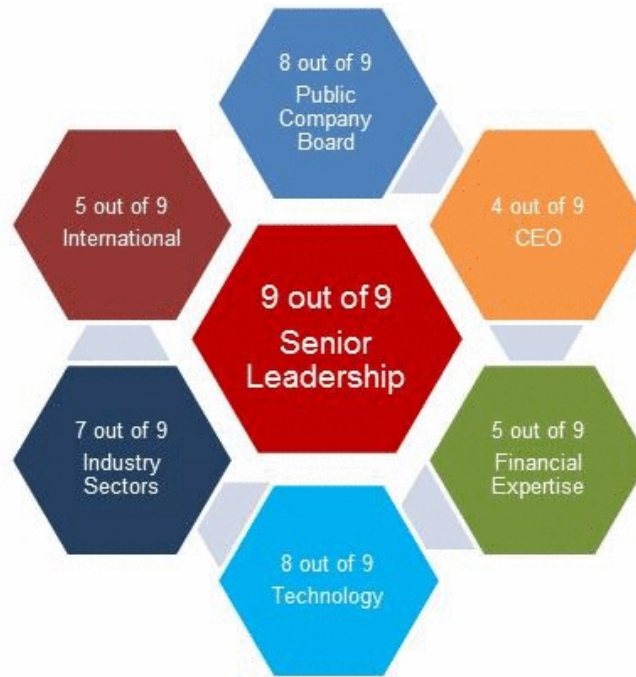 8 out of 9
Public
Company
Board
5 out of 9
International
4 out of 9
CEO
9 out of 9
Senior
Leadership
7 out of 9
Industry
Sectors
5 out of 9
Financial
Expertise
8 out of 9
Technology